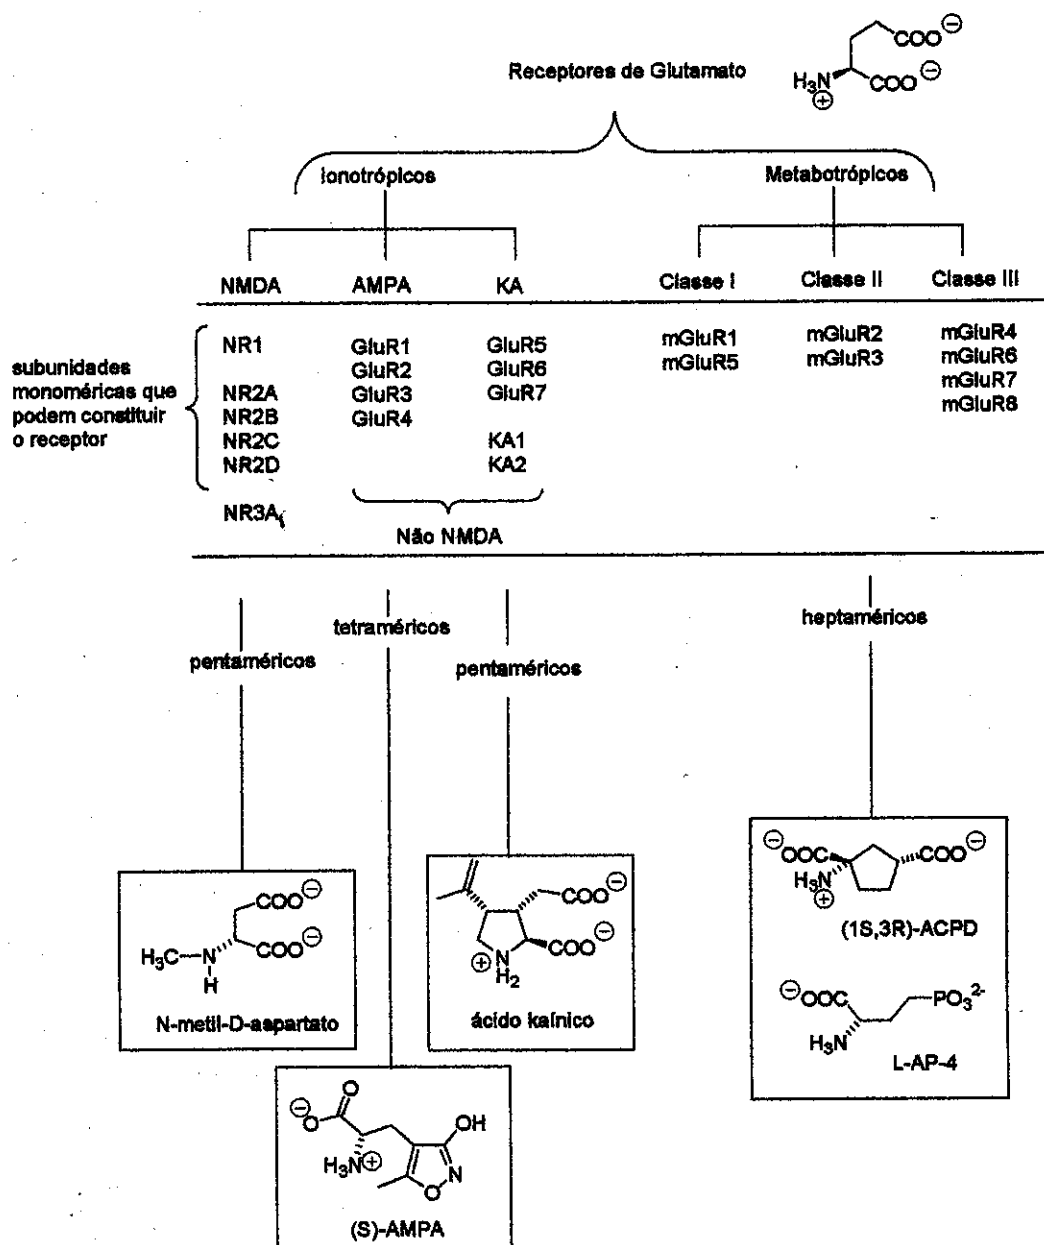 Receptores de Glutamato
COO⊖
H₃N COO⊖
⊕
Ionotrópicos Metabotrópicos
NMDA AMPA KA Classe I Classe II Classe III
subunidades
monoméricas que
podem constituir
o receptor
NR1 GluR1 GluR5 mGluR1 mGluR2 mGluR4
GluR2 GluR6 mGluR5 mGluR3 mGluR6
NR2A GluR3 GluR7 mGluR7
NR2B GluR4 mGluR8
NR2C KA1
NR2D KA2
NR3A
Não NMDA
pentaméricos
tetraméricos
pentaméricos
heptaméricos
COO⊖
COO⊖
H₃C N
H
N-metil-D-aspartato
COO⊖
COO⊖
⊕ N
H₂
ácido kaínico
⊖OOC COO⊖
H₃N
⊕
(1S,3R)-ACPD
⊖OOC PO₃²⁻
H₃N
L-AP-4
O
⊖O OH
H₃N⊕ N
O
(S)-AMPA